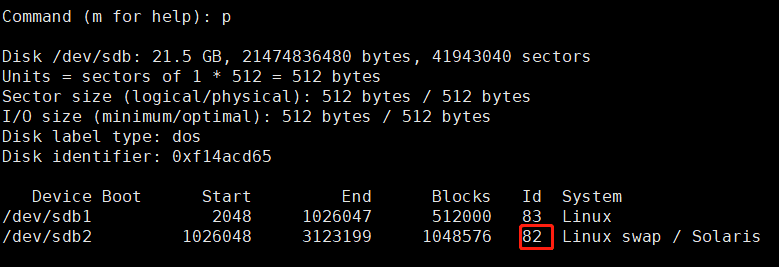 Command (m for help): p
Disk /dev/sdb: 21.5 GB, 21474836480 bytes, 41943040 sectors
Units = sectors of 1 * 512 = 512 bytes
Sector size (logical/physical): 512 bytes / 512 bytes
I/O size (minimum/optimal): 512 bytes / 512 bytes
Disk label type: dos
Disk identifier: 0xf14acd65
Device Boot Start End Blocks Id System
/dev/sdb1 2048 1026047 512000 83 Linux
/dev/sdb2 1026048 3123199 1048576 82 Linux swap / Solaris